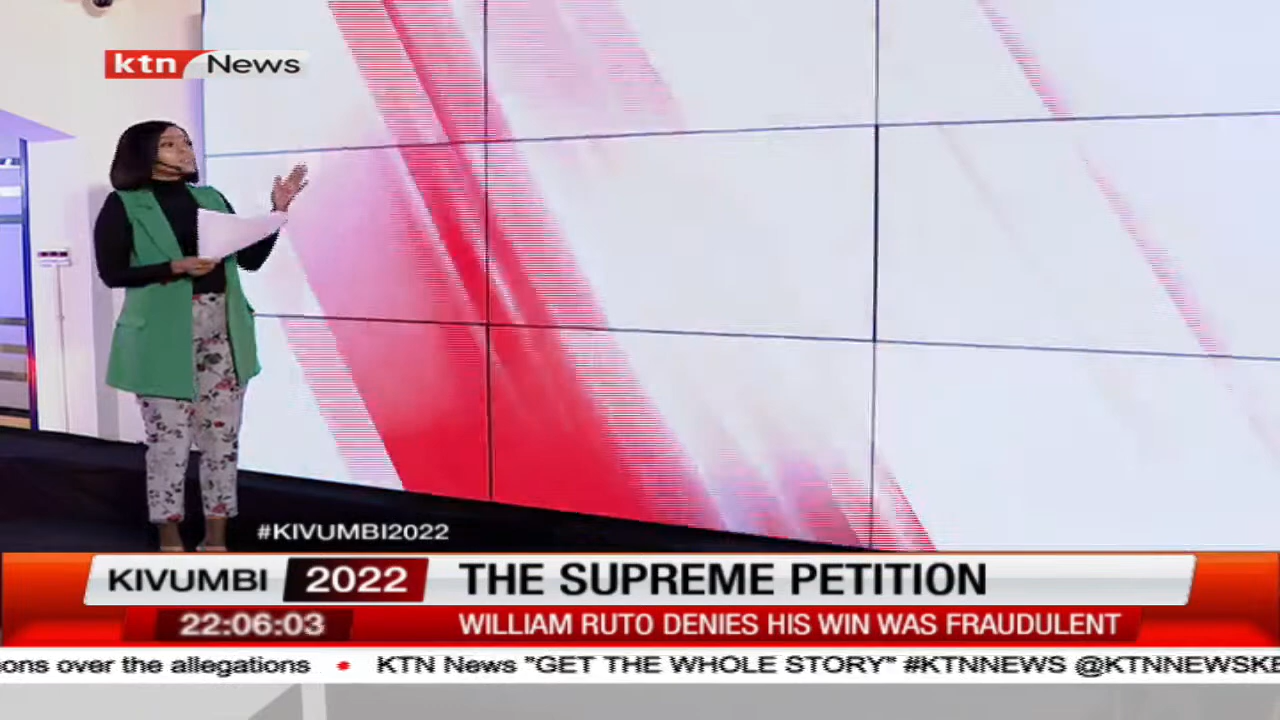 ktn News
#KIVUMBI2022
KIVUMBI 2022 THE SUPREME PETITION
22:06:03 WILLIAM RUTO DENIES HIS WIN WAS FRAUDULENT
over the allegations • KTN News "GET THE WHOLE STORY" #KTNNEWS @KTNNEWSKE